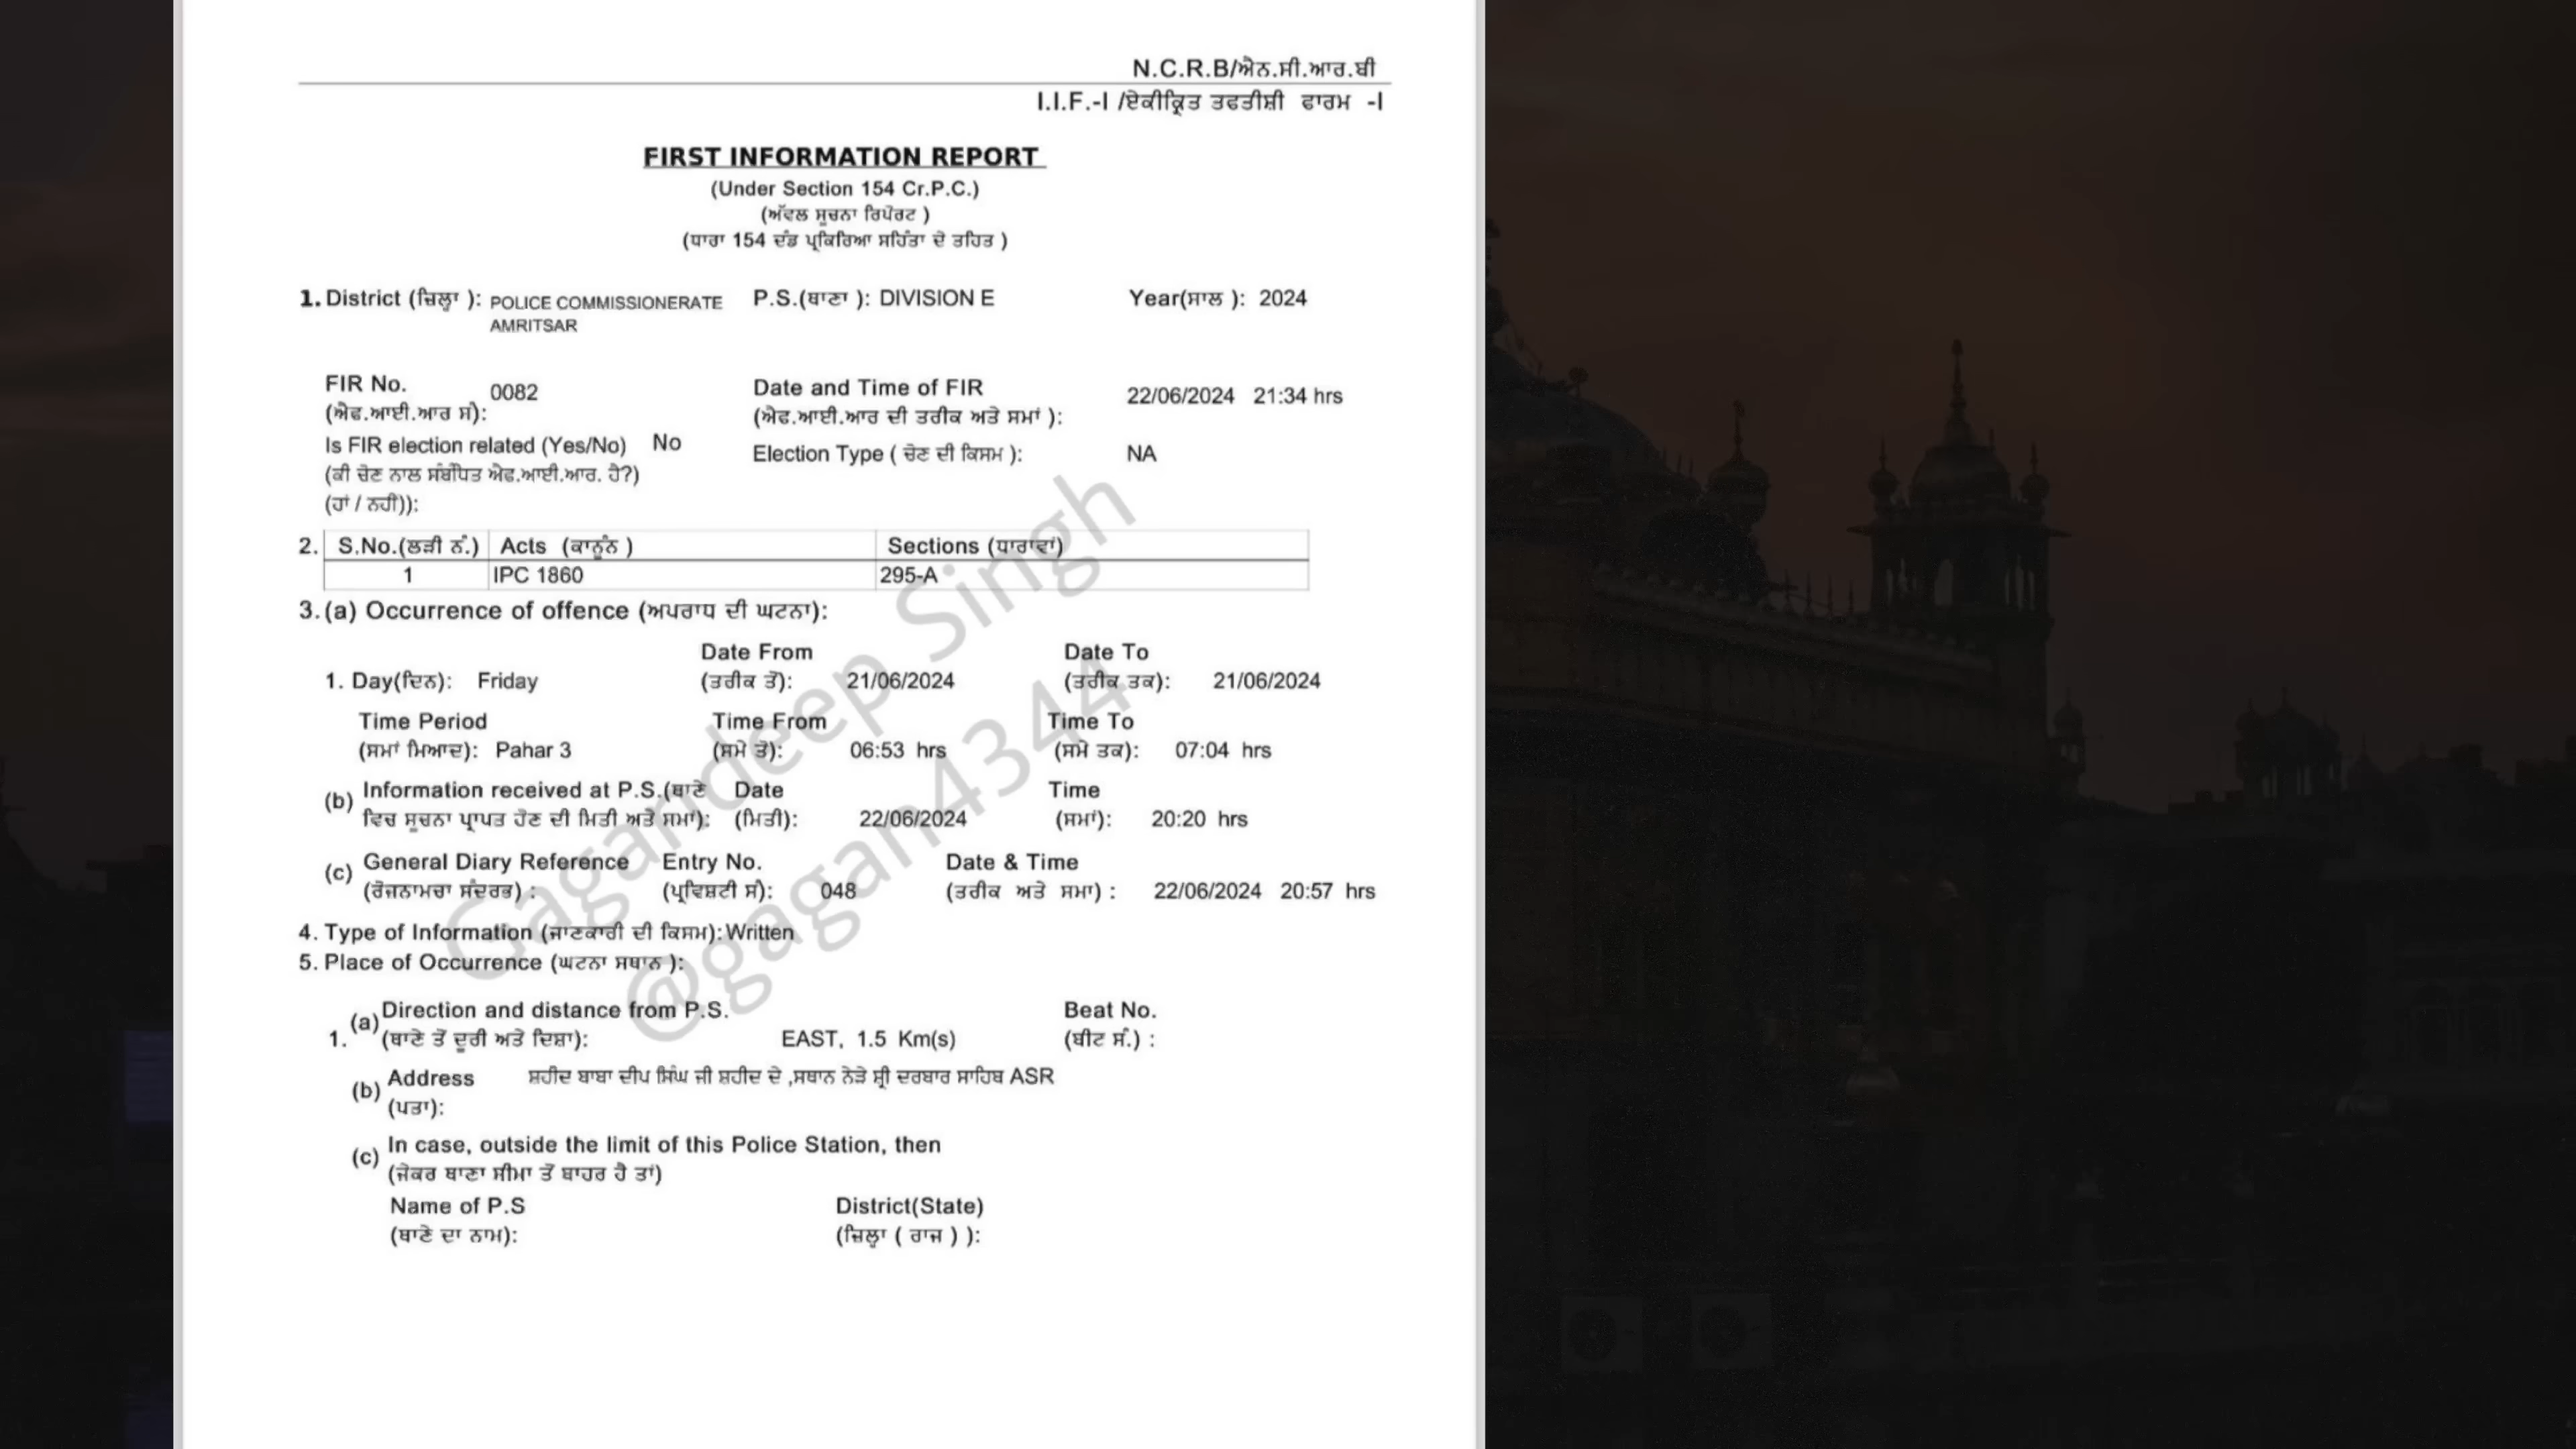 N.C.R.B/ਐਨ.ਸੀ.ਆਰ.ਬੀ
I.I.F.-I /ਏਕੀਕ੍ਰਿਤ ਤਫਤੀਸ਼ੀ ਫਾਰਮ -I
FIRST INFORMATION REPORT
(Under Section 154 Cr.P.C.)
(ਅੱਵਲ ਸੂਚਨਾ ਰਿਪੋਰਟ )
(ਧਾਰਾ 154 ਦੰਡ ਪ੍ਰਕਿਰਿਆ ਸਹਿੰਤਾ ਦੇ ਤਹਿਤ )
1. District (ਜ਼ਿਲ੍ਹਾ ): POLICE COMMISSIONERATE AMRITSAR P.S.(ਥਾਣਾ ): DIVISION E Year(ਸਾਲ ): 2024
FIR No. 0082 Date and Time of FIR 22/06/2024 21:34 hrs
(ਐਫ.ਆਈ.ਆਰ ਸੰ): (ਐਫ.ਆਈ.ਆਰ ਦੀ ਤਰੀਕ ਅਤੇ ਸਮਾਂ ):
Is FIR election related (Yes/No) No Election Type ( ਚੋਣ ਦੀ ਕਿਸਮ ): NA
(ਕੀ ਚੋਣ ਨਾਲ ਸੰਬੰਧਿਤ ਐਫ.ਆਈ.ਆਰ. ਹੈ?)
(ਹਾਂ / ਨਹੀਂ)):
2. S.No.(ਲੜੀ ਨੰ.) Acts (ਕਾਨੂੰਨ ) Sections (ਧਾਰਾਵਾਂ)
1 IPC 1860 295-A
3. (a) Occurrence of offence (ਅਪਰਾਧ ਦੀ ਘਟਨਾ):
Date From Date To
1. Day(ਦਿਨ): Friday (ਤਰੀਕ ਤੋਂ): 21/06/2024 (ਤਰੀਕ ਤਕ): 21/06/2024
Time Period Time From Time To
(ਸਮਾਂ ਮਿਆਦ): Pahar 3 (ਸਮੇ ਤੋਂ): 06:53 hrs (ਸਮੇ ਤਕ): 07:04 hrs
(b) Information received at P.S.(ਥਾਣੇ Date Time
ਵਿਚ ਸੂਚਨਾ ਪ੍ਰਾਪਤ ਹੋਣ ਦੀ ਮਿਤੀ ਅਤੇ ਸਮਾਂ): (ਮਿਤੀ): 22/06/2024 (ਸਮਾਂ): 20:20 hrs
(c) General Diary Reference Entry No. Date & Time
(ਰੋਜ਼ਨਾਮਚਾ ਸੰਦਰਭ) : (ਪ੍ਰਵਿਸ਼ਟੀ ਸੰ): 048 (ਤਰੀਕ ਅਤੇ ਸਮਾ) : 22/06/2024 20:57 hrs
4. Type of Information (ਜਾਣਕਾਰੀ ਦੀ ਕਿਸਮ): Written
5. Place of Occurrence (ਘਟਨਾ ਸਥਾਨ ):
1. (a) Direction and distance from P.S. Beat No.
(ਥਾਣੇ ਤੋਂ ਦੂਰੀ ਅਤੇ ਦਿਸ਼ਾ): EAST, 1.5 Km(s) (ਬੀਟ ਸੰ.) :
(b) Address ਸ਼ਹੀਦ ਬਾਬਾ ਦੀਪ ਸਿੰਘ ਜੀ ਸ਼ਹੀਦ ਦੇ ,ਸਥਾਨ ਨੇੜੇ ਸ਼੍ਰੀ ਦਰਬਾਰ ਸਾਹਿਬ ASR
(ਪਤਾ):
(c) In case, outside the limit of this Police Station, then
(ਜੇਕਰ ਥਾਣਾ ਸੀਮਾ ਤੋਂ ਬਾਹਰ ਹੈ ਤਾਂ)
Name of P.S District(State)
(ਥਾਣੇ ਦਾ ਨਾਮ): (ਜ਼ਿਲ੍ਹਾ ( ਰਾਜ ) ):
Gagandeep Singh
@gagan4344